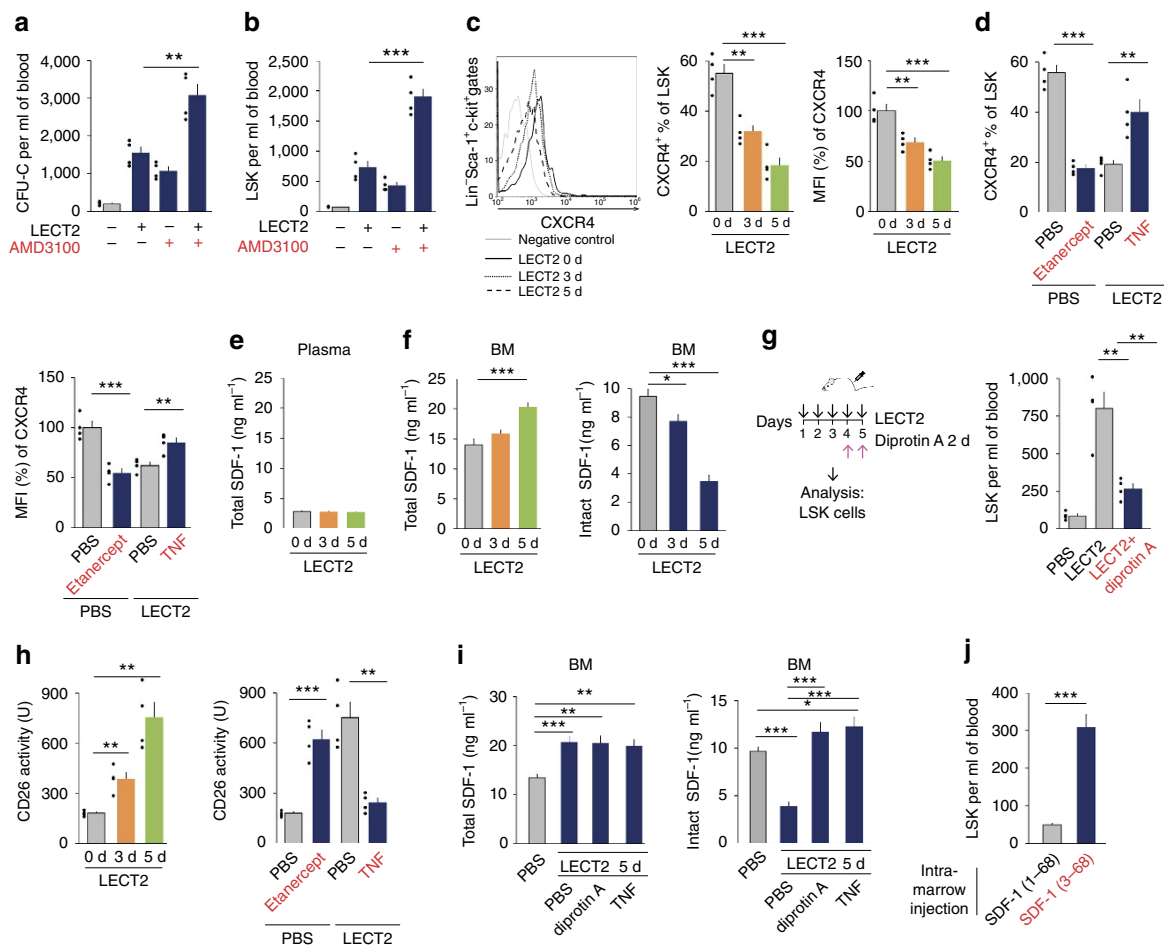 a
CFU-C per ml of blood
4,000
3,000
2,000
1,000
0
**
LECT2 – + – +
AMD3100 – – + +
b
LSK per ml of blood
2,500
2,000
1,500
1,000
500
0
***
LECT2 – + – +
AMD3100 – – + +
c
Lin⁻Sca-1⁺c-kit⁺gates
10² 10³ 10⁴ 10⁵ 10⁶
CXCR4
Negative control
LECT2 0 d
LECT2 3 d
LECT2 5 d
CXCR4⁺ % of LSK
80
60
40
20
0
***
**
0 d 3 d 5 d
LECT2
MFI (%) of CXCR4
150
100
50
0
***
**
0 d 3 d 5 d
LECT2
d
CXCR4⁺ % of LSK
60
40
20
0
***
**
PBS Etanercept PBS TNF
PBS LECT2
MFI (%) of CXCR4
150
100
50
0
***
**
PBS Etanercept PBS TNF
PBS LECT2
e
Plasma
Total SDF-1 (ng ml⁻¹)
25
20
15
10
5
0
0 d 3 d 5 d
LECT2
f
BM
Total SDF-1 (ng ml⁻¹)
25
20
15
10
5
0
***
0 d 3 d 5 d
LECT2
BM
Intact SDF-1 (ng ml⁻¹)
10
8
6
4
2
0
***
*
0 d 3 d 5 d
LECT2
g
Days
1 2 3 4 5
LECT2
Diprotin A 2 d
Analysis:
LSK cells
LSK per ml of blood
1,000
750
500
250
0
**
**
PBS LECT2 LECT2+
diprotin A
h
CD26 activity (U)
900
600
300
0
**
**
0 d 3 d 5 d
LECT2
CD26 activity (U)
900
600
300
0
***
**
PBS Etanercept PBS TNF
PBS LECT2
i
BM
Total SDF-1 (ng ml⁻¹)
30
20
10
0
**
**
***
PBS
LECT2 5 d
PBS diprotin A TNF
BM
Intact SDF-1(ng ml⁻¹)
15
10
5
0
***
***
*
***
PBS
LECT2 5 d
PBS diprotin A TNF
j
LSK per ml of blood
400
300
200
100
0
***
Intra-
marrow
injection
SDF-1 (1–68)
SDF-1 (3–68)